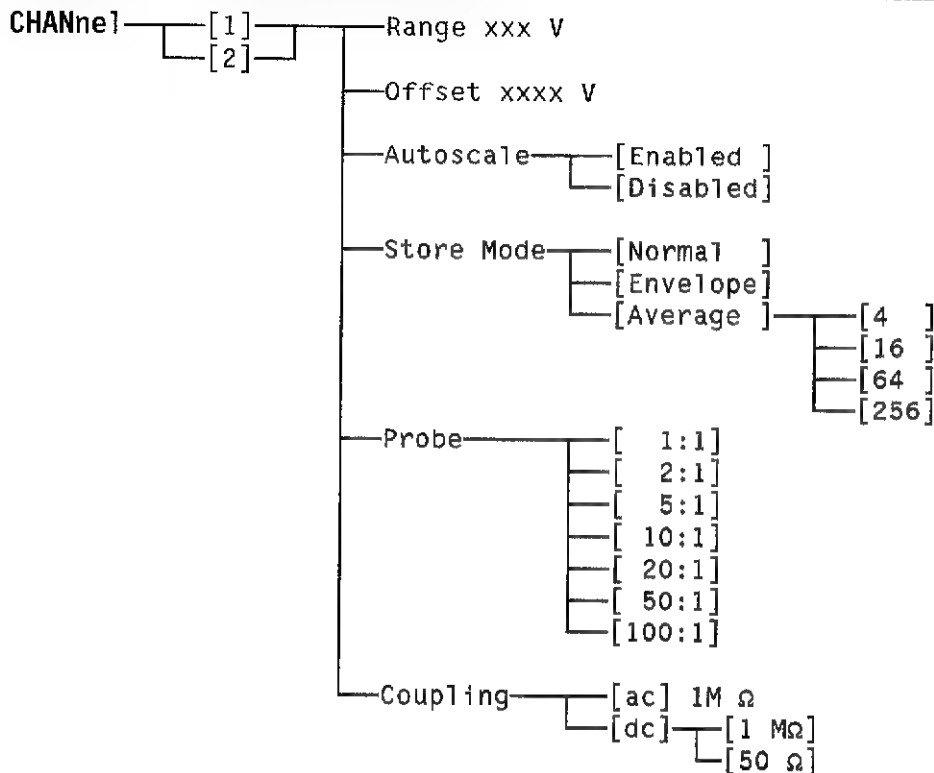 CHANnel [1] Range xxx V
[2]
Offset xxxx V
Autoscale [Enabled ]
[Disabled]
Store Mode [Normal   ]
[Envelope]
[Average ] [4  ]
[16 ]
[64 ]
[256]
Probe [  1:1]
[  2:1]
[  5:1]
[ 10:1]
[ 20:1]
[ 50:1]
[100:1]
Coupling [ac] 1M Ω
[dc] [1 MΩ]
[50 Ω]